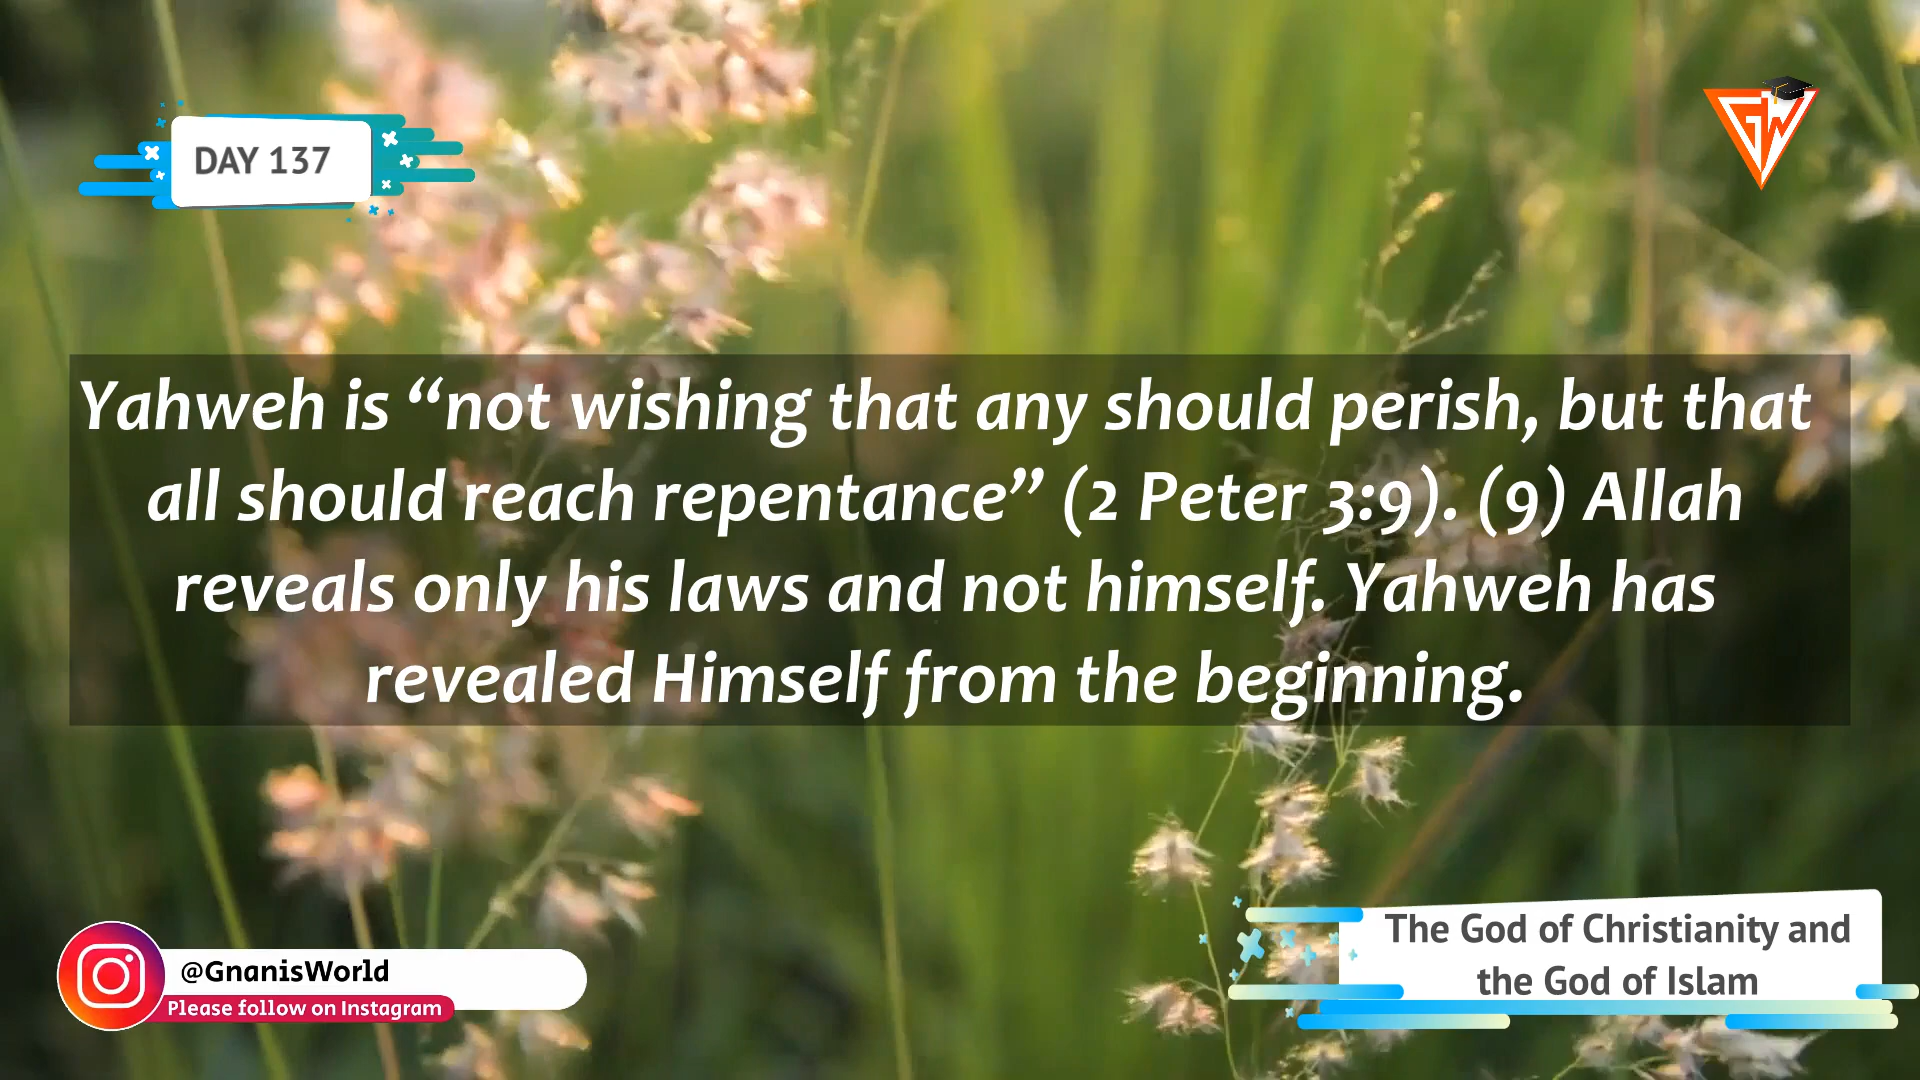 DAY 137
GW
Yahweh is “not wishing that any should perish, but that
all should reach repentance” (2 Peter 3:9). (9) Allah
reveals only his laws and not himself. Yahweh has
revealed Himself from the beginning.
@GnanisWorld
Please follow on Instagram
The God of Christianity and
the God of Islam